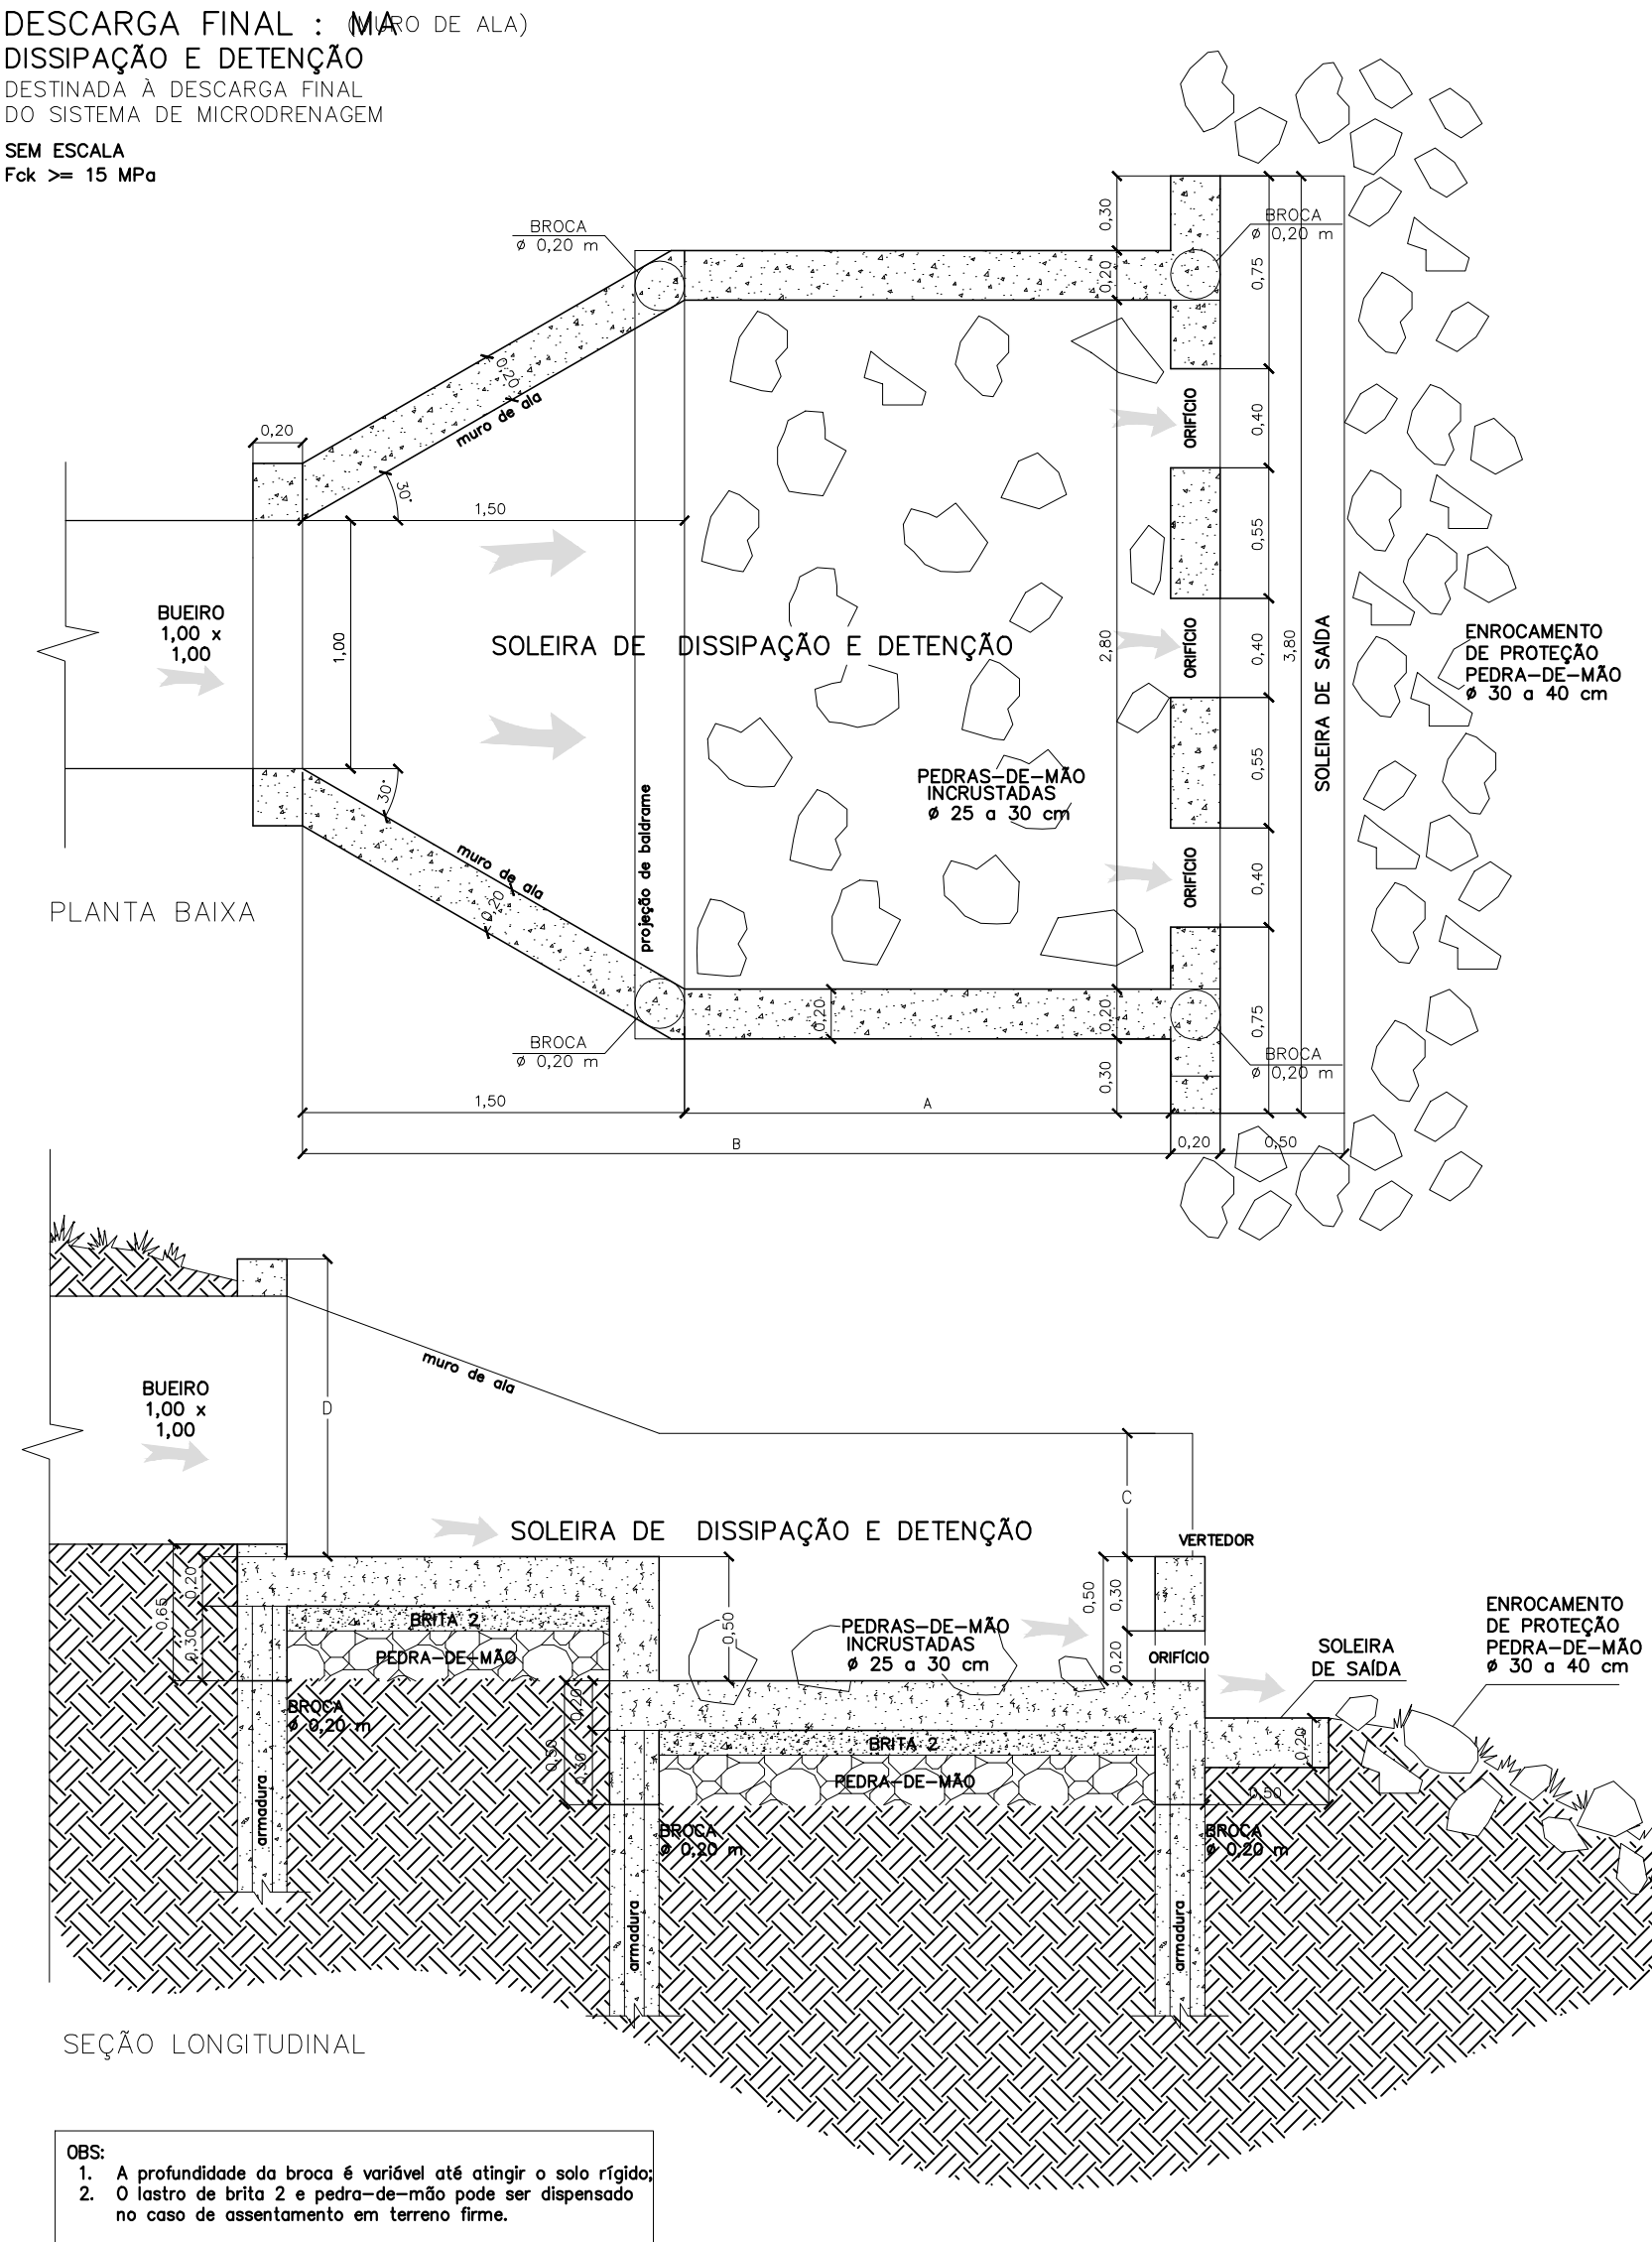 DESCARGA FINAL : MA (MURO DE ALA)
DISSIPAÇÃO E DETENÇÃO
DESTINADA À DESCARGA FINAL
DO SISTEMA DE MICRODRENAGEM
SEM ESCALA
Fck >= 15 MPa
BROCA
ø 0,20 m
BROCA
ø 0,20 m
0,30
0,20
0,75
0,20
muro de ala
0,20
30°
1,50
ORIFÍCIO
0,40
0,55
BUEIRO
1,00 x
1,00
1,00
SOLEIRA DE DISSIPAÇÃO E DETENÇÃO
2,80
ORIFÍCIO
0,40
3,80
SOLEIRA DE SAÍDA
ENROCAMENTO
DE PROTEÇÃO
PEDRA-DE-MÃO
ø 30 a 40 cm
PEDRAS-DE-MÃO
INCRUSTADAS
ø 25 a 30 cm
0,55
30°
muro de ala
0,20
projeção de baldrame
ORIFÍCIO
0,40
PLANTA BAIXA
0,20
0,20
0,75
BROCA
ø 0,20 m
BROCA
ø 0,20 m
0,30
1,50
A
B
0,20
0,50
muro de ala
BUEIRO
1,00 x
1,00
D
C
SOLEIRA DE DISSIPAÇÃO E DETENÇÃO
VERTEDOR
0,65
0,20
0,30
BRITA 2
PEDRA-DE-MÃO
0,50
PEDRAS-DE-MÃO
INCRUSTADAS
ø 25 a 30 cm
0,50
0,30
0,20
ORIFÍCIO
SOLEIRA
DE SAÍDA
ENROCAMENTO
DE PROTEÇÃO
PEDRA-DE-MÃO
ø 30 a 40 cm
BROCA
ø 0,20 m
0,20
0,50
0,30
BRITA 2
PEDRA-DE-MÃO
0,20
0,50
armadura
BROCA
ø 0,20 m
BROCA
ø 0,20 m
armadura
armadura
SEÇÃO LONGITUDINAL
OBS:
1. A profundidade da broca é variável até atingir o solo rígido;
2. O lastro de brita 2 e pedra-de-mão pode ser dispensado
no caso de assentamento em terreno firme.